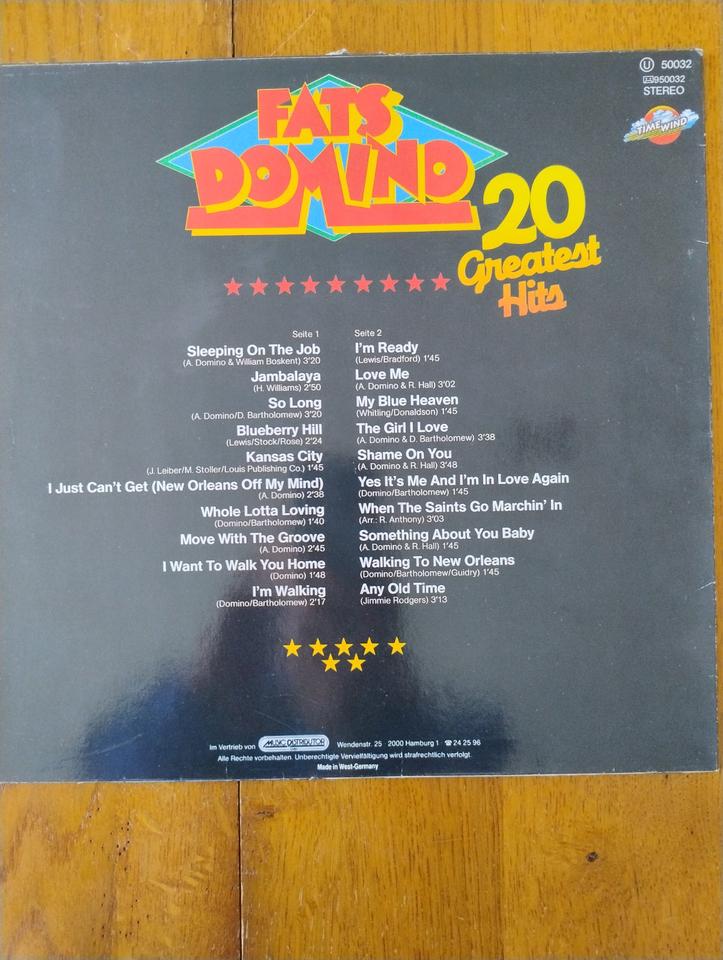 U 50032
950032
STEREO
TIMEWIND
FATS
DOMINO
20
Greatest
Hits
Seite 1
Sleeping On The Job
(A. Domino & William Boskent) 3'20
Jambalaya
(H. Williams) 2'50
So Long
(A. Domino/D. Bartholomew) 3'20
Blueberry Hill
(Lewis/Stock/Rose) 2'24
Kansas City
(J. Leiber/M. Stoller/Louis Publishing Co.) 1'45
I Just Can't Get (New Orleans Off My Mind)
(A. Domino) 2'38
Whole Lotta Loving
(Domino/Bartholomew) 1'40
Move With The Groove
(A. Domino) 2'45
I Want To Walk You Home
(Domino) 1'48
I'm Walking
(Domino/Bartholomew) 2'17
Seite 2
I'm Ready
(Lewis/Bradford) 1'45
Love Me
(A. Domino & R. Hall) 3'02
My Blue Heaven
(Whitling/Donaldson) 1'45
The Girl I Love
(A. Domino & D. Bartholomew) 3'38
Shame On You
(A. Domino & R. Hall) 3'48
Yes It's Me And I'm In Love Again
(Domino/Bartholomew) 1'45
When The Saints Go Marchin' In
(Arr.: R. Anthony) 3'03
Something About You Baby
(A. Domino & R. Hall) 1'45
Walking To New Orleans
(Domino/Bartholomew/Guidry) 1'45
Any Old Time
(Jimmie Rodgers) 3'13
Im Vertrieb von MUSIC DISTRIBUTOR Wendenstr. 25 2000 Hamburg 1 ☎ 24 25 96
Alle Rechte vorbehalten. Unberechtigte Vervielfältigung wird strafrechtlich verfolgt.
Made in West-Germany